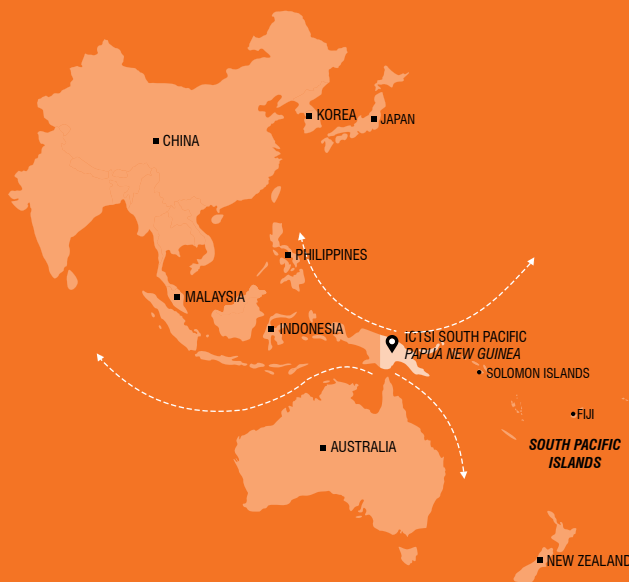 KOREA
JAPAN
CHINA
PHILIPPINES
MALAYSIA
INDONESIA
ICTSI SOUTH PACIFIC
PAPUA NEW GUINEA
SOLOMON ISLANDS
FIJI
SOUTH PACIFIC
ISLANDS
AUSTRALIA
NEW ZEALAND